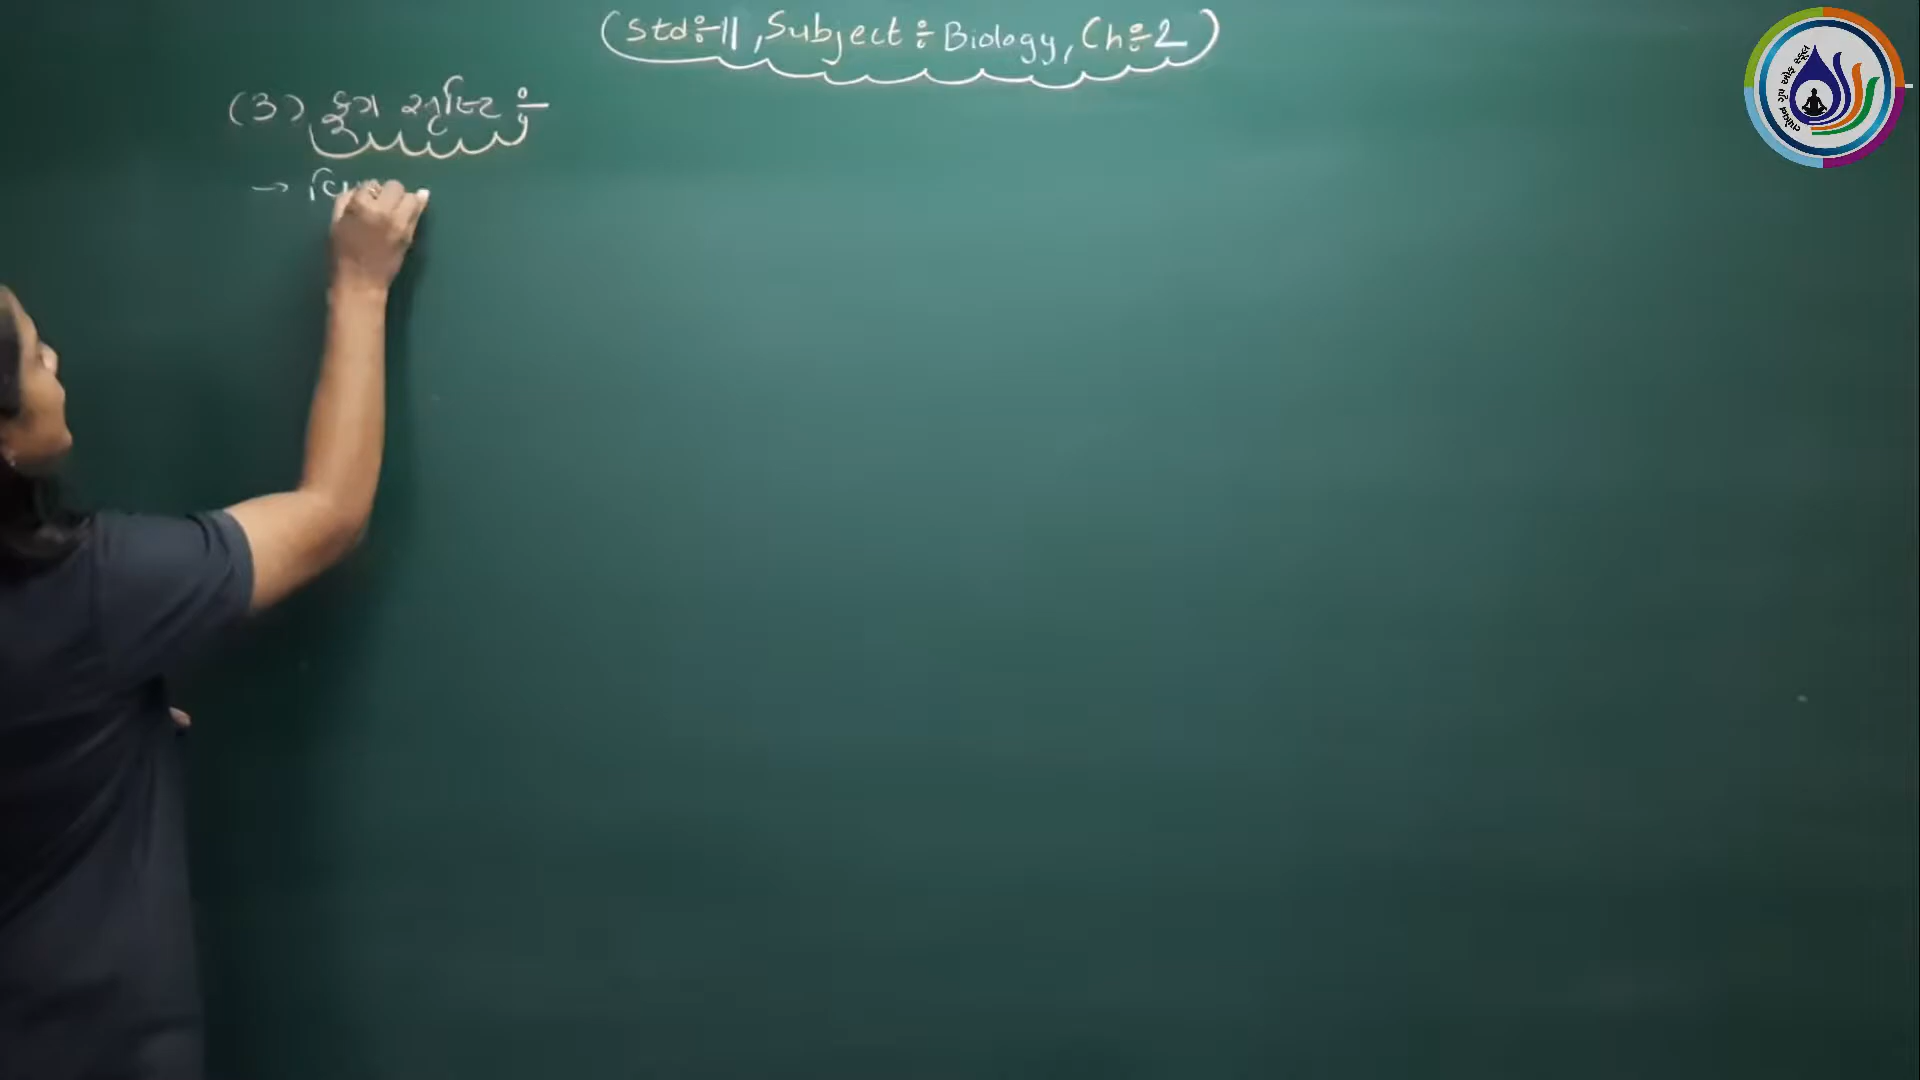 (Std:-11, Subject:- Biology, Ch:-2)
(3) ફૂગ સૃષ્ટિ :-
→